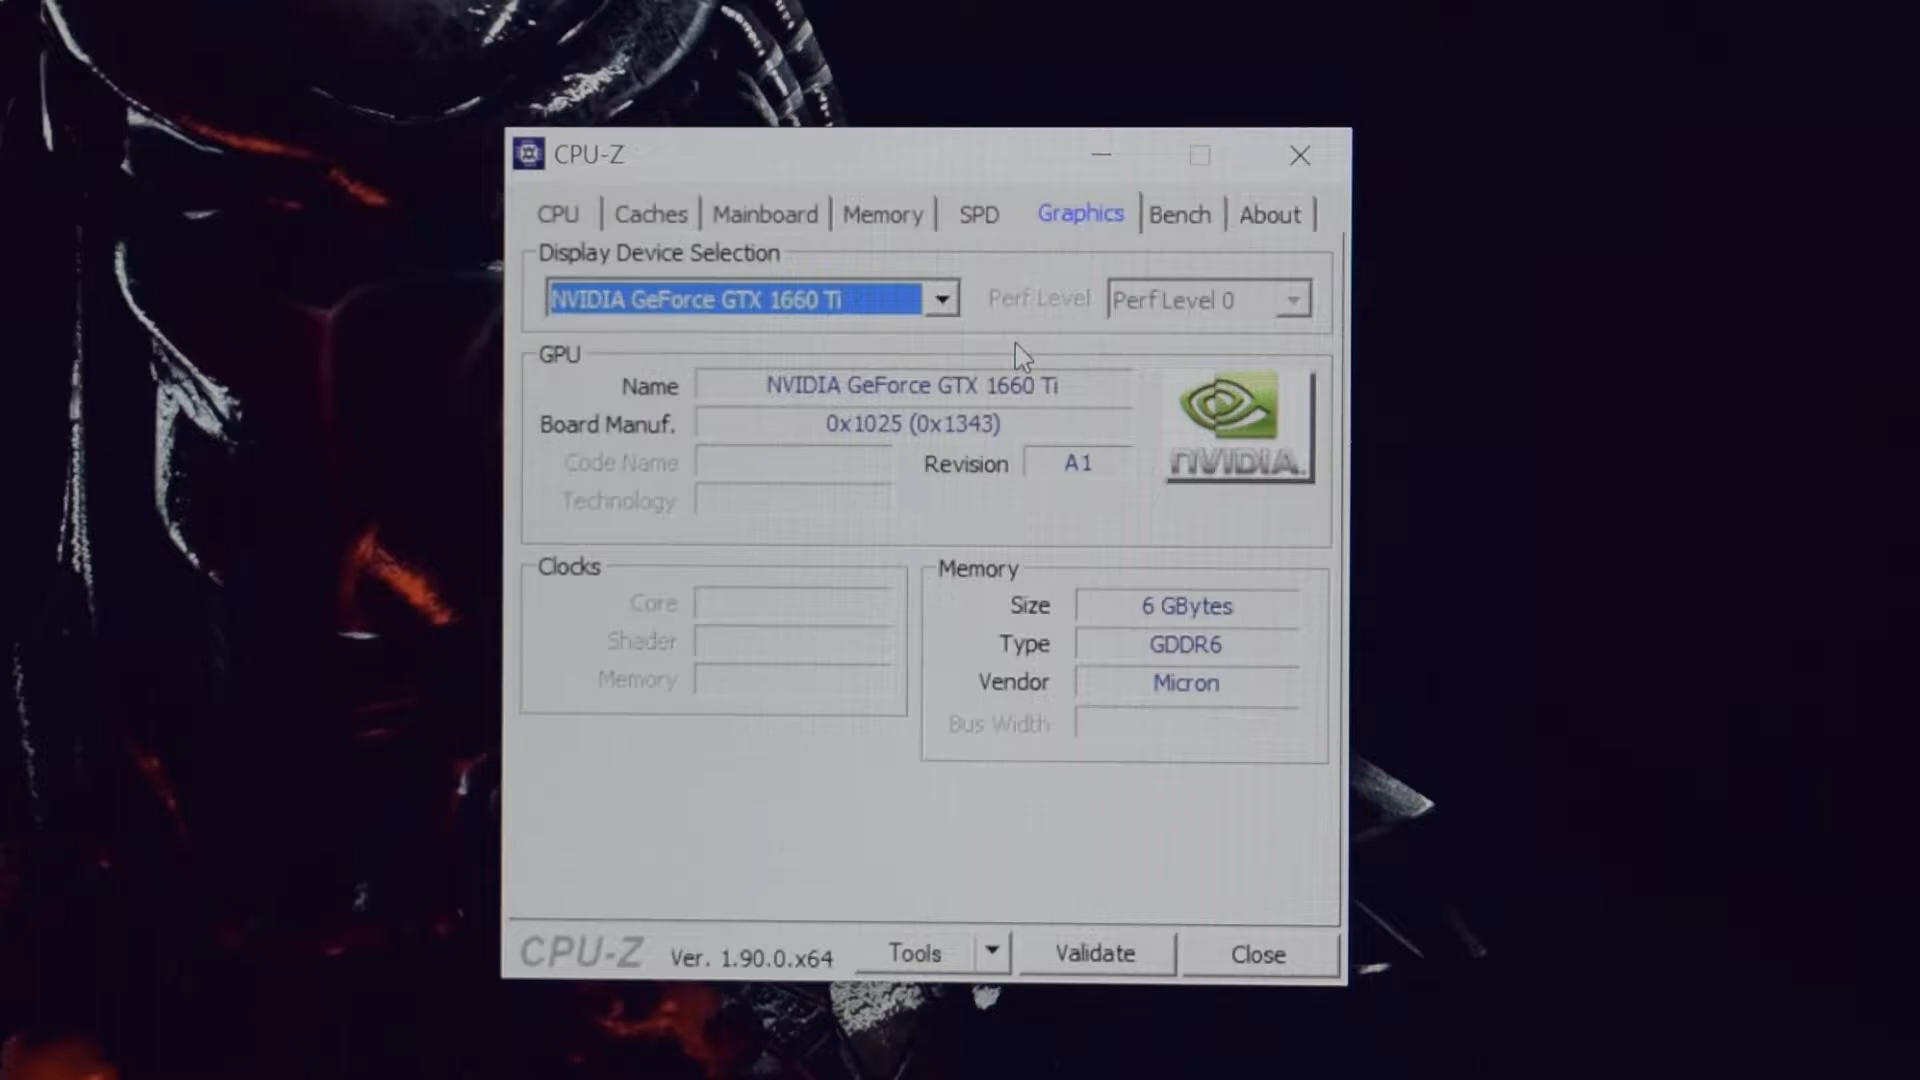 CPU-Z
CPU Caches Mainboard Memory SPD Graphics Bench About
Display Device Selection
NVIDIA GeForce GTX 1660 Ti Perf Level Perf Level 0
GPU
Name NVIDIA GeForce GTX 1660 Ti
Board Manuf. 0x1025 (0x1343)
Code Name Revision A1
Technology
NVIDIA.
Clocks
Core
Shader
Memory
Memory
Size 6 GBytes
Type GDDR6
Vendor Micron
Bus Width
CPU-Z Ver. 1.90.0.x64 Tools Validate Close